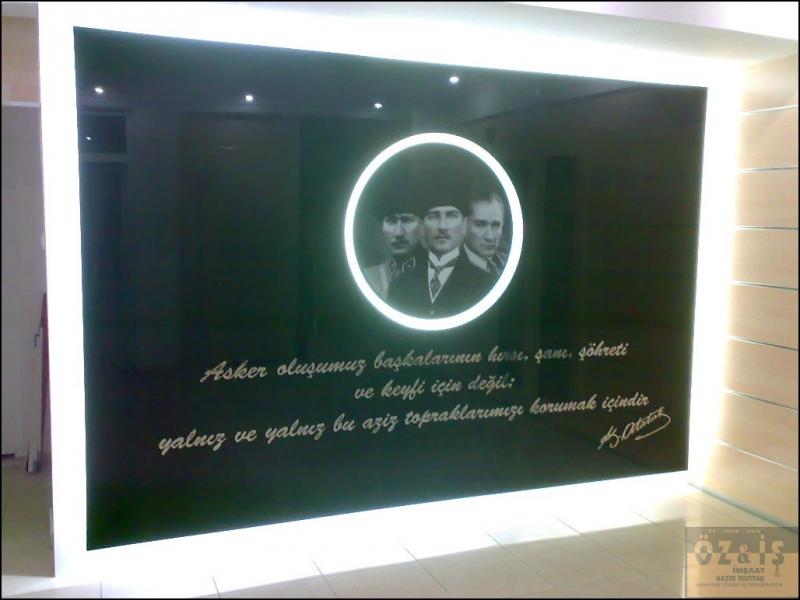 Asker oluşumuz başkalarının hırsı, şanı, şöhreti
ve keyfi için değil;
yalnız ve yalnız bu aziz topraklarımızı korumak içindir
K. Atatürk
ÖZ & İŞ
İNŞAAT
HAZIR MUTFAK